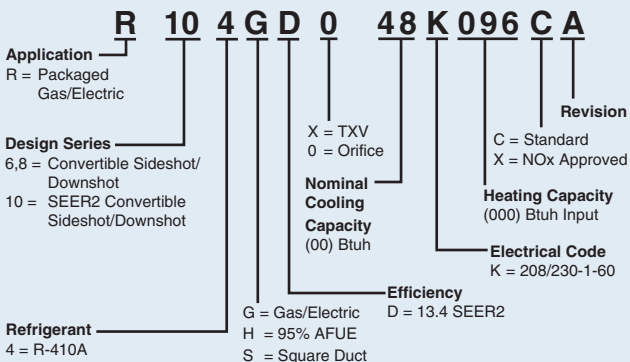 R 10 4 G D 0 48 K 096 C A
Application
R = Packaged
Gas/Electric
Design Series
6,8 = Convertible Sideshot/
Downshot
10 = SEER2 Convertible
Sideshot/Downshot
Refrigerant
4 = R-410A
G = Gas/Electric
H = 95% AFUE
S = Square Duct
Efficiency
D = 13.4 SEER2
X = TXV
0 = Orifice
Nominal
Cooling
Capacity
(00) Btuh
Electrical Code
K = 208/230-1-60
Heating Capacity
(000) Btuh Input
C = Standard
X = NOx Approved
Revision